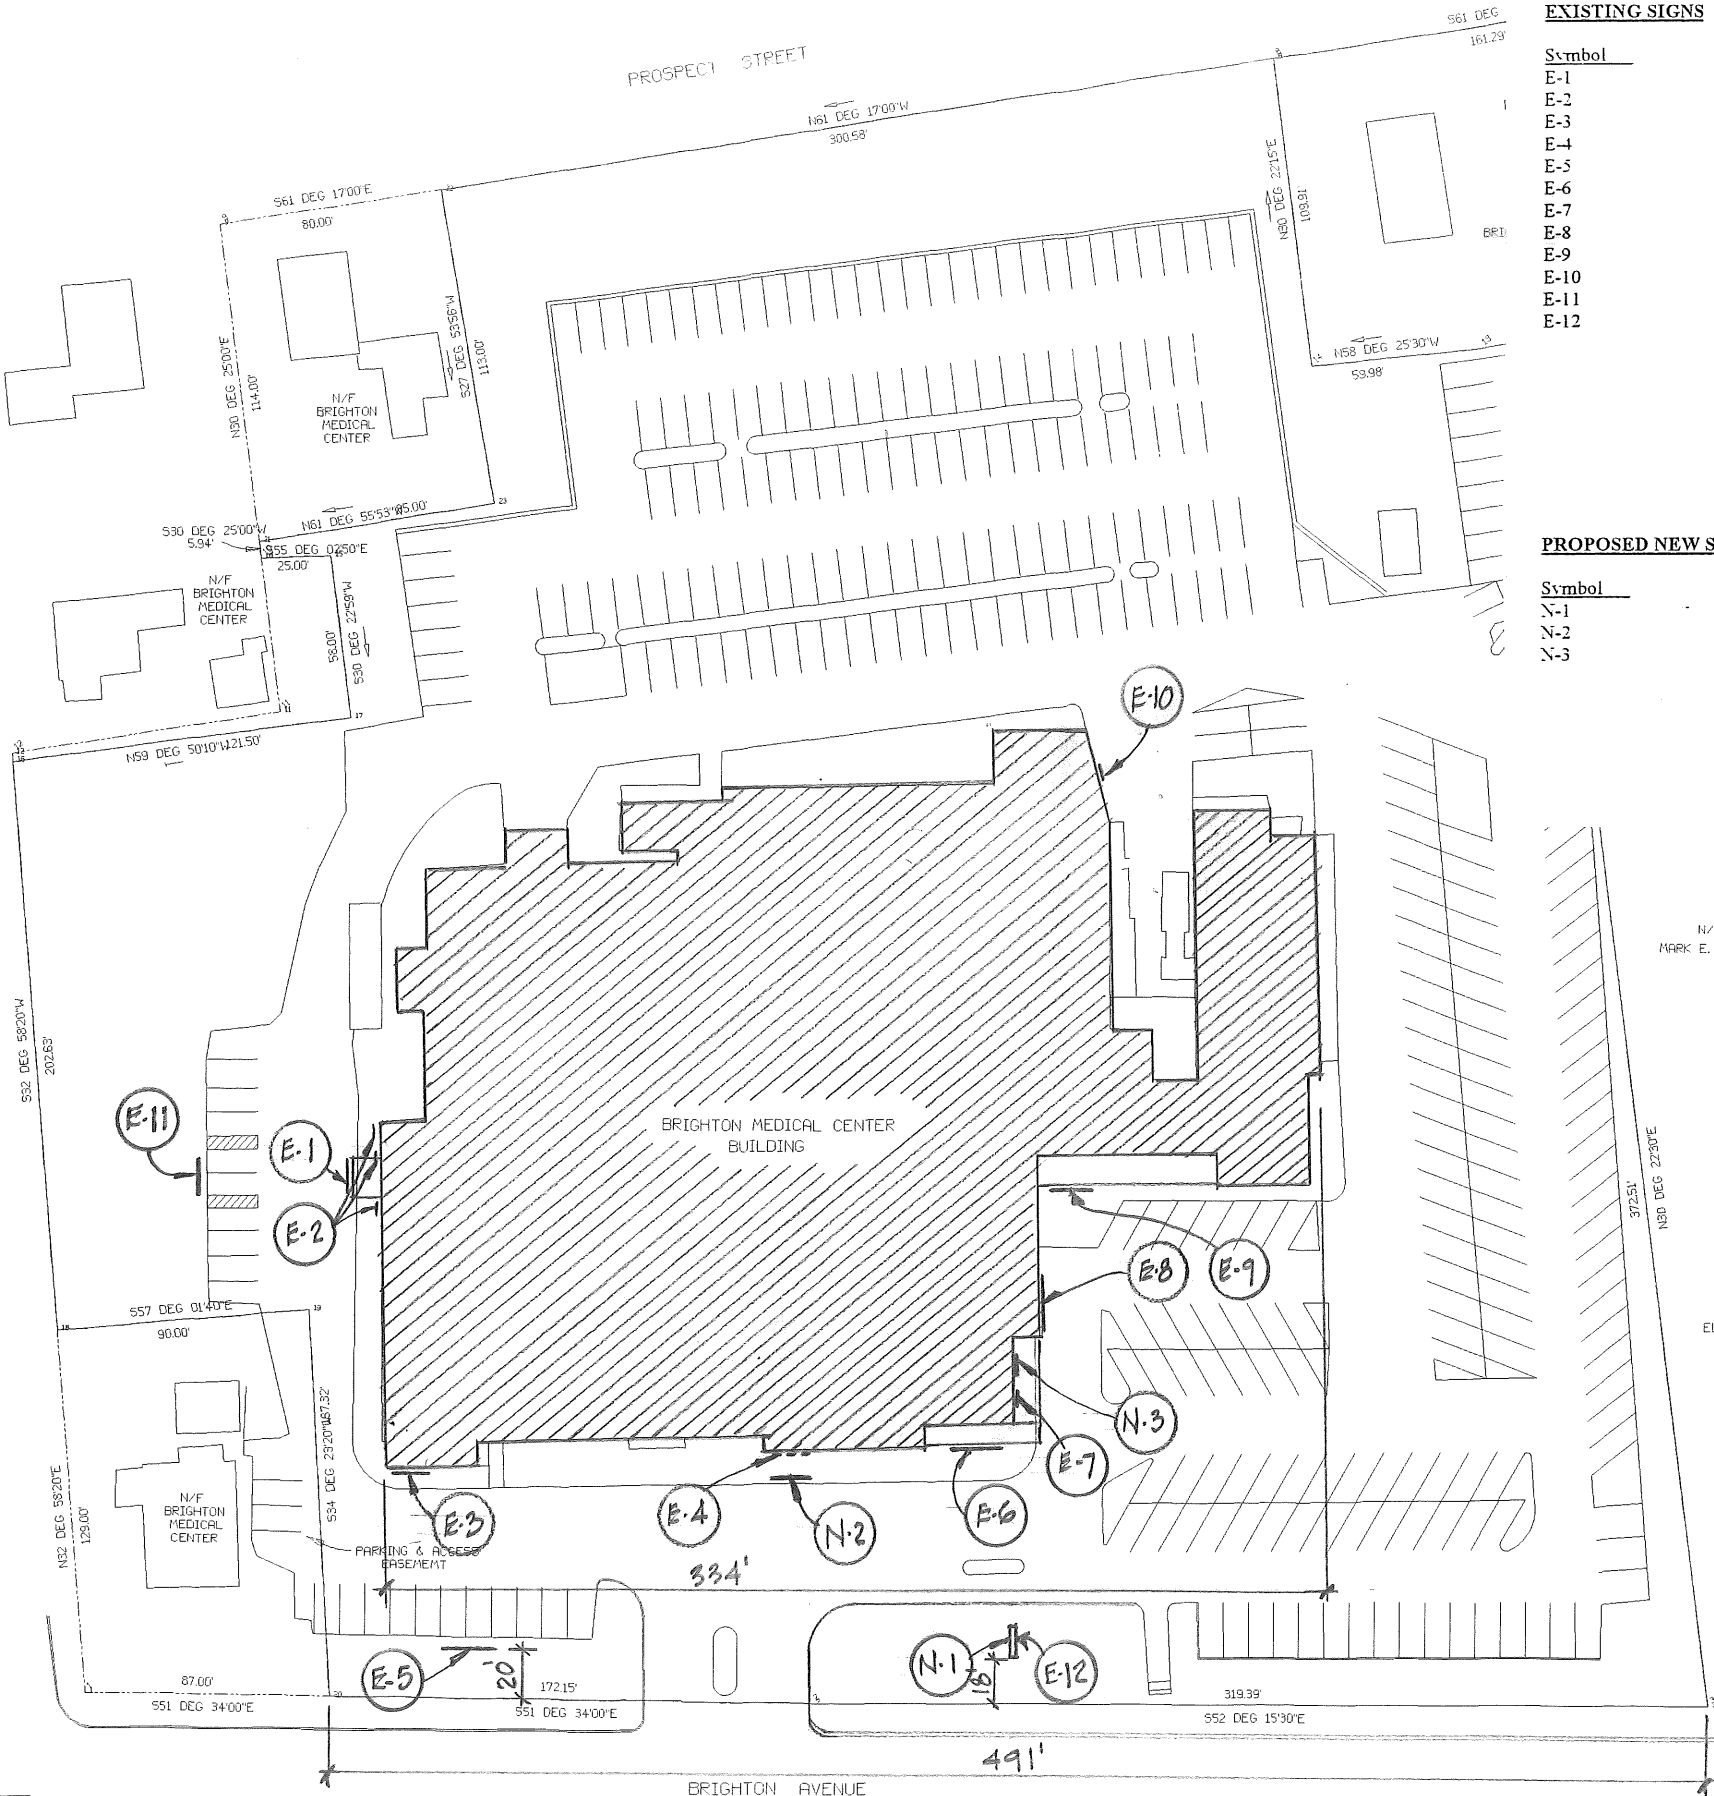 EXISTING SIGNS
Symbol
E-1
E-2
E-3
E-4
E-5
E-6
E-7
E-8
E-9
E-10
E-11
E-12
PROPOSED NEW S
Symbol
N-1
N-2
N-3
PROSPECT STREET
S61 DEG
161.29'
N61 DEG 17'00"W
300.58'
S61 DEG 17'00"E
80.00'
N30 DEG 22'15"E
109.91'
BRI
N58 DEG 25'30"W
59.98'
N30 DEG 25'00"E
114.00'
S27 DEG 53'56"W
113.00'
N/F
BRIGHTON
MEDICAL
CENTER
23
N61 DEG 55'53"W
85.00'
S30 DEG 25'00"W
5.94'
S55 DEG 02'50"E
25.00'
N/F
BRIGHTON
MEDICAL
CENTER
S30 DEG 22'59"W
58.00'
17
N59 DEG 50'10"W
121.50'
E-10
N/
MARK E.
S32 DEG 58'20"W
202.63'
E-11
E-1
E-2
BRIGHTON MEDICAL CENTER
BUILDING
N30 DEG 22'30"E
372.51'
E-8
E-9
S57 DEG 01'40"E
90.00'
18
19
N-3
E-7
E-3
E-4
N-2
E-6
N/F
BRIGHTON
MEDICAL
CENTER
S34 DEG 29'20"W
187.32'
N32 DEG 58'20"E
129.00'
PARKING & ACCESS
EASEMEMT
334'
E-5
20'
N-1
18'
E-12
87.00'
S51 DEG 34'00"E
172.15'
S51 DEG 34'00"E
319.39'
S52 DEG 15'30"E
491'
BRIGHTON AVENUE